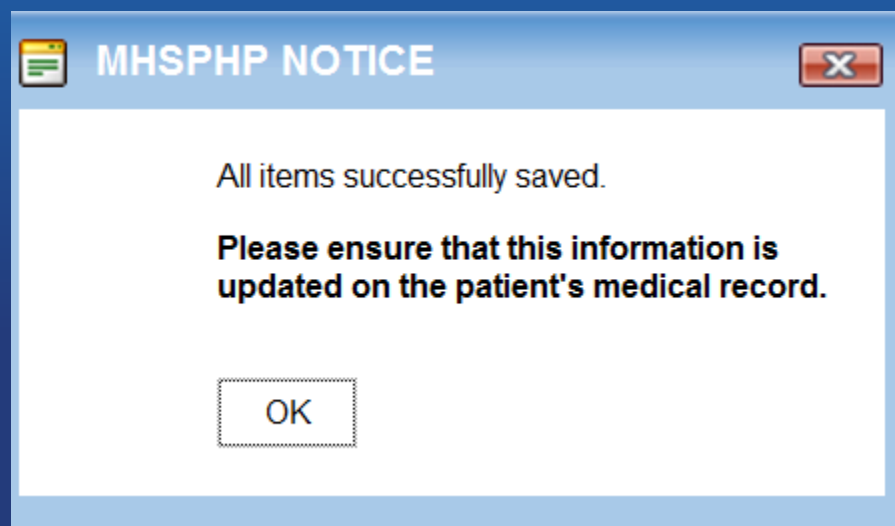 MHSPHP NOTICE
All items successfully saved.
Please ensure that this information is
updated on the patient's medical record.
OK